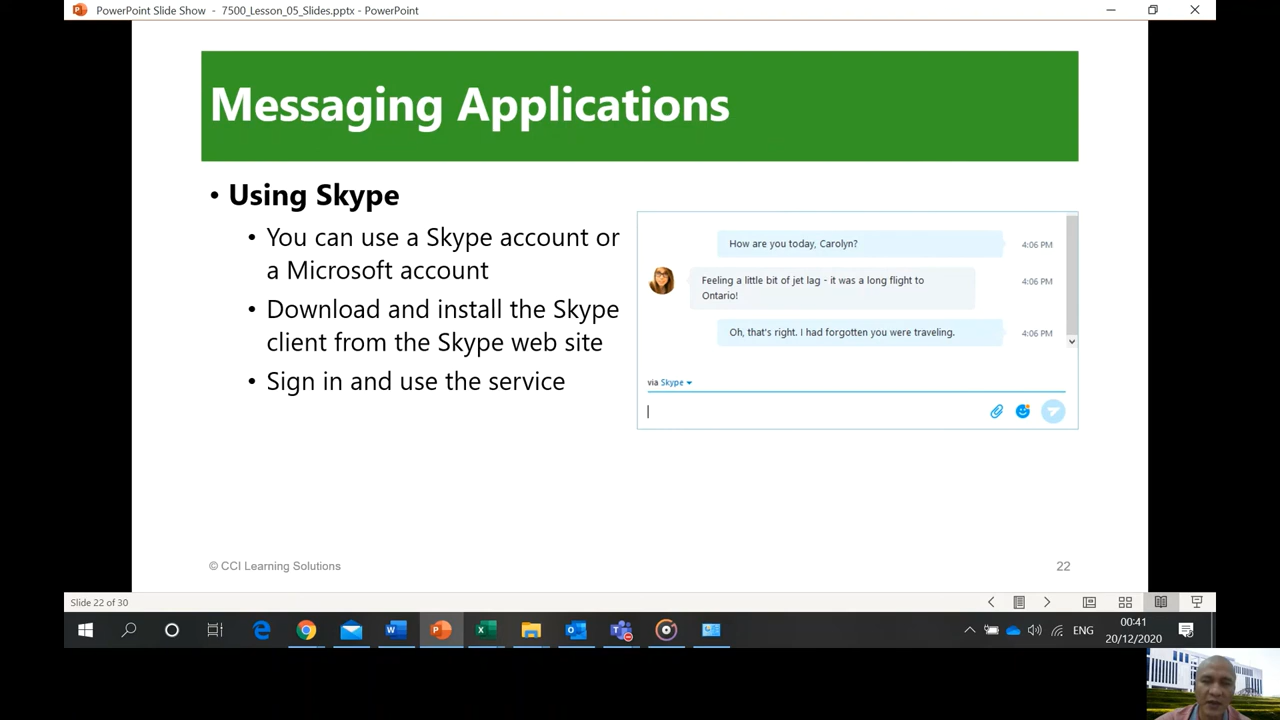 PowerPoint Slide Show - 7500_Lesson_05_Slides.pptx - PowerPoint
Messaging Applications
• Using Skype
• You can use a Skype account or
a Microsoft account
• Download and install the Skype
client from the Skype web site
• Sign in and use the service
How are you today, Carolyn?
4:06 PM
Feeling a little bit of jet lag - it was a long flight to
Ontario!
4:06 PM
Oh, that's right. I had forgotten you were traveling.
4:06 PM
via Skype
© CCI Learning Solutions
22
Slide 22 of 30
ENG
00:41
20/12/2020